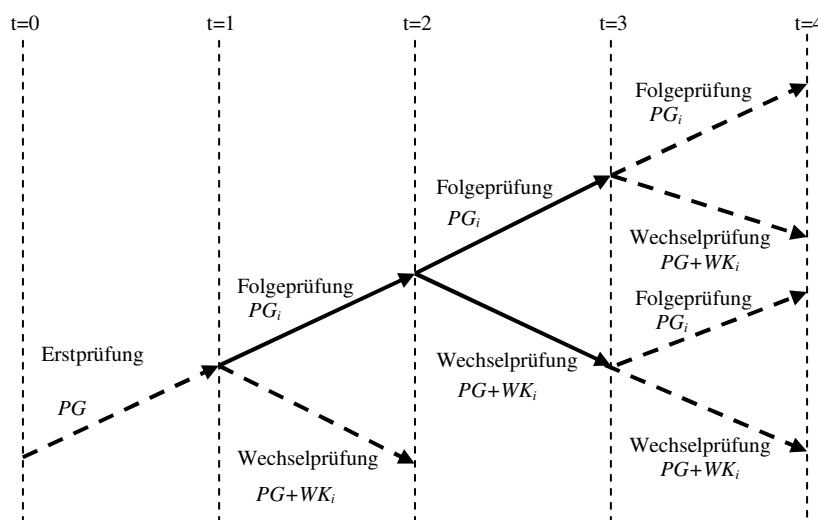 t=0 t=1 t=2 t=3 t=4
Folgeprüfung
PGi
Folgeprüfung
PGi
Wechselprüfung
PG+WKi
Folgeprüfung
PGi
Folgeprüfung
PGi
Erstprüfung
PG
Wechselprüfung
PG+WKi
Wechselprüfung
PG+WKi
Wechselprüfung
PG+WKi